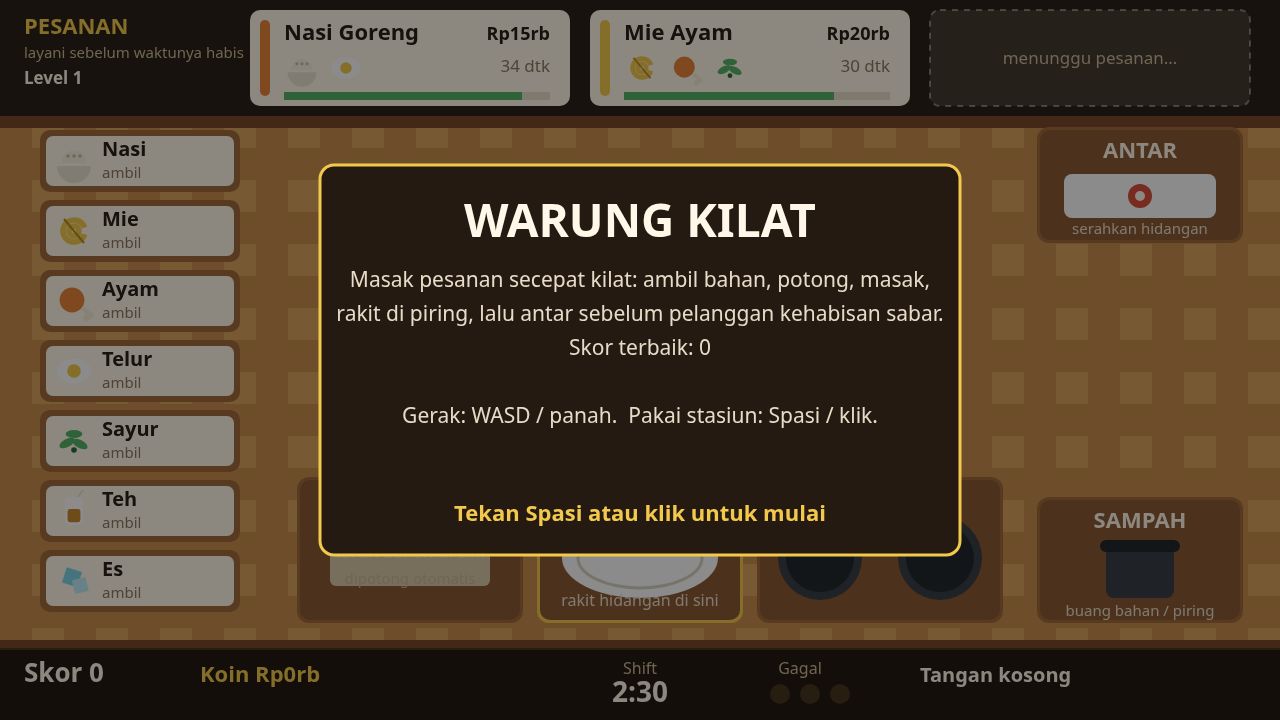 PESANAN
layani sebelum waktunya habis
Level 1
Nasi Goreng
Rp15rb
34 dtk
Mie Ayam
Rp20rb
30 dtk
menunggu pesanan...
Nasi
ambil
Mie
ambil
Ayam
ambil
Telur
ambil
Sayur
ambil
Teh
ambil
Es
ambil
WARUNG KILAT
Masak pesanan secepat kilat: ambil bahan, potong, masak,
rakit di piring, lalu antar sebelum pelanggan kehabisan sabar.
Skor terbaik: 0
Gerak: WASD / panah.  Pakai stasiun: Spasi / klik.
Tekan Spasi atau klik untuk mulai
ANTAR
serahkan hidangan
dipotong otomatis
rakit hidangan di sini
SAMPAH
buang bahan / piring
Skor 0
Koin Rp0rb
Shift
2:30
Gagal
Tangan kosong